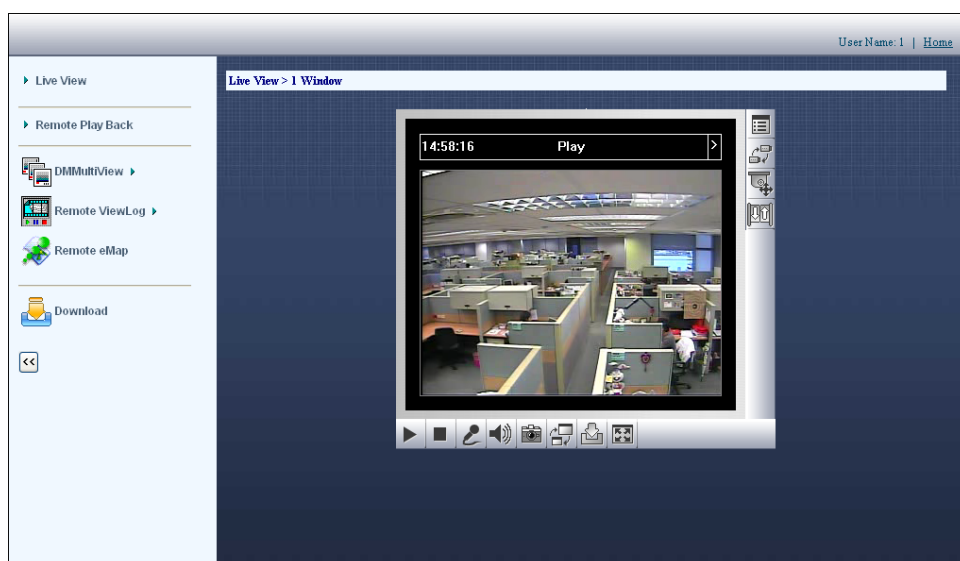 User Name: 1 | Home
Live View
Live View > 1 Window
Remote Play Back
14:58:16 Play >
DMMultiView
Remote ViewLog
Remote eMap
Download
<<